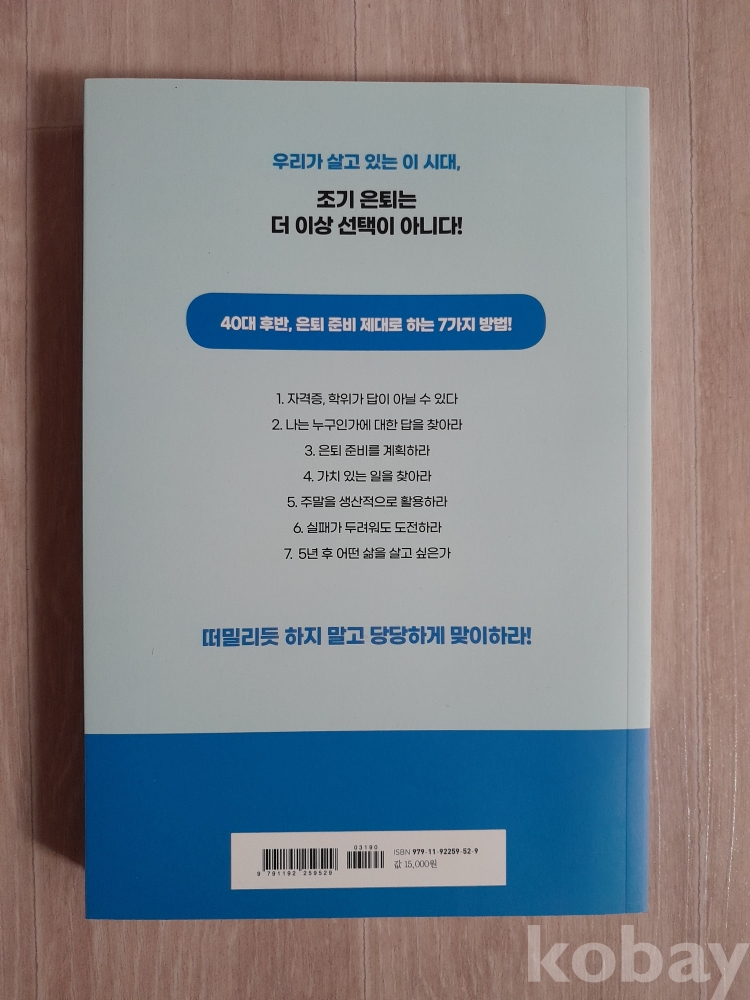 우리가 살고 있는 이 시대,
조기 은퇴는
더 이상 선택이 아니다!
40대 후반, 은퇴 준비 제대로 하는 7가지 방법!
1. 자격증, 학위가 답이 아닐 수 있다
2. 나는 누구인가에 대한 답을 찾아라
3. 은퇴 준비를 계획하라
4. 가치 있는 일을 찾아라
5. 주말을 생산적으로 활용하라
6. 실패가 두려워도 도전하라
7. 5년 후 어떤 삶을 살고 싶은가
떠밀리듯 하지 말고 당당하게 맞이하라!
03190
9 791192 259529
ISBN 979-11-92259-52-9
값 15,000원
kobay